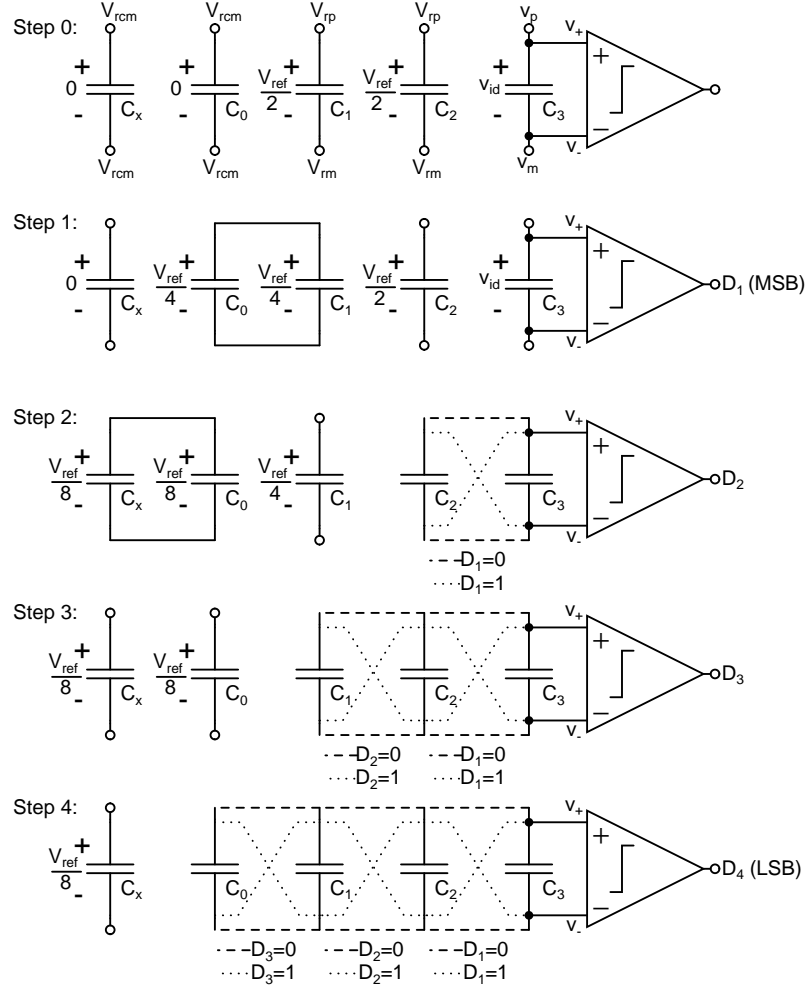 Step 0:
V_rcm V_rcm V_rp V_rp v_p v_+
+ + + + + +
0 0 V_ref/2 V_ref/2 v_id
C_x C_0 C_1 C_2 C_3
- - - - - −
V_rcm V_rcm V_rm V_rm v_m v_-
Step 1:
v_+
+ + + + + +
0 V_ref/4 V_ref/4 V_ref/2 v_id D_1 (MSB)
C_x C_0 C_1 C_2 C_3
- - - - - −
v_-
Step 2:
v_+
+ + + +
V_ref/8 V_ref/8 V_ref/4 D_2
C_x C_0 C_1 C_2 C_3
- - - −
v_-
D_1=0
D_1=1
Step 3:
v_+
+ + +
V_ref/8 V_ref/8 D_3
C_x C_0 C_1 C_2 C_3
- - −
v_-
D_2=0 D_1=0
D_2=1 D_1=1
Step 4:
v_+
+ +
V_ref/8 D_4 (LSB)
C_x C_0 C_1 C_2 C_3
- −
v_-
D_3=0 D_2=0 D_1=0
D_3=1 D_2=1 D_1=1